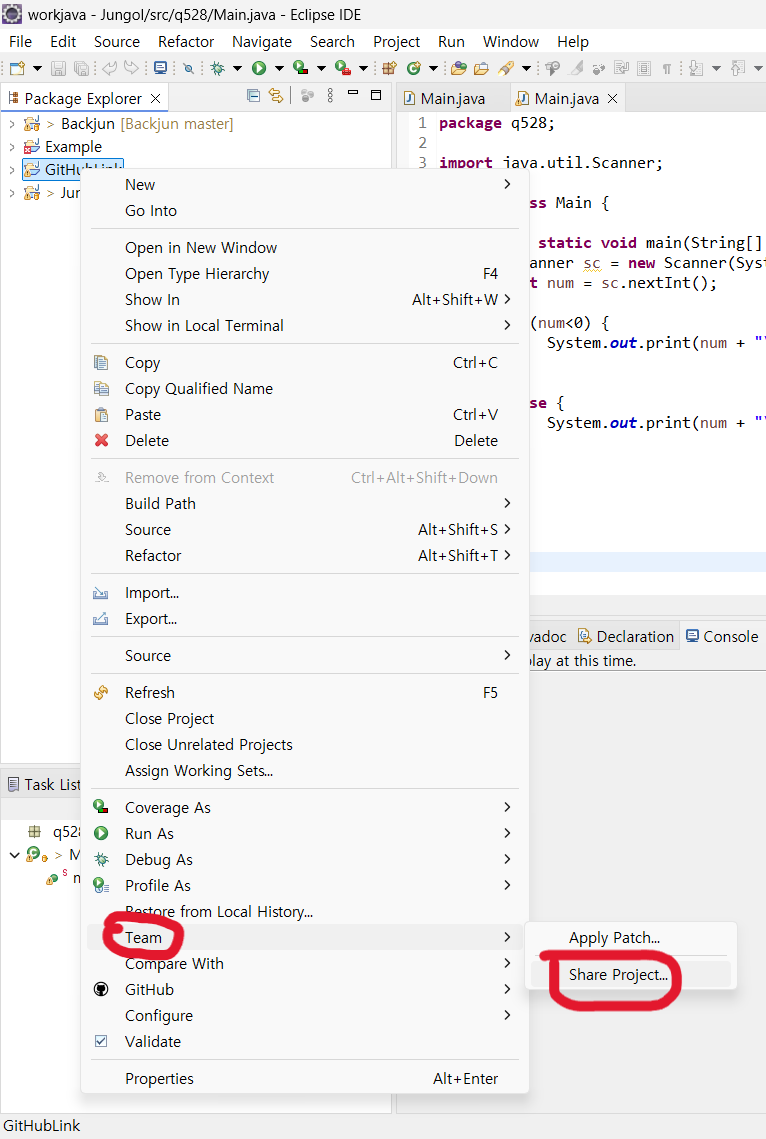 workjava - Jungol/src/q528/Main.java - Eclipse IDE
File Edit Source Refactor Navigate Search Project Run Window Help
Package Explorer
Main.java
Main.java
> Backjun [Backjun master]
Example
GitHubLink
> Jun
1 package q528;
2
3 import java.util.Scanner;
ss Main {
static void main(String[]
anner sc = new Scanner(Sys
t num = sc.nextInt();
(num<0) {
System.out.print(num + "
se {
System.out.print(num + "
New
Go Into
Open in New Window
Open Type Hierarchy F4
Show In Alt+Shift+W
Show in Local Terminal
Copy Ctrl+C
Copy Qualified Name
Paste Ctrl+V
Delete Delete
Remove from Context Ctrl+Alt+Shift+Down
Build Path
Source Alt+Shift+S
Refactor Alt+Shift+T
Import...
Export...
Source
Refresh F5
Close Project
Close Unrelated Projects
Assign Working Sets...
Coverage As
Run As
Debug As
Profile As
Restore from Local History...
Team
Compare With
GitHub
Configure
Validate
Properties Alt+Enter
Apply Patch...
Share Project...
vadoc Declaration Console
play at this time.
Task List
q528
> M
m
GitHubLink